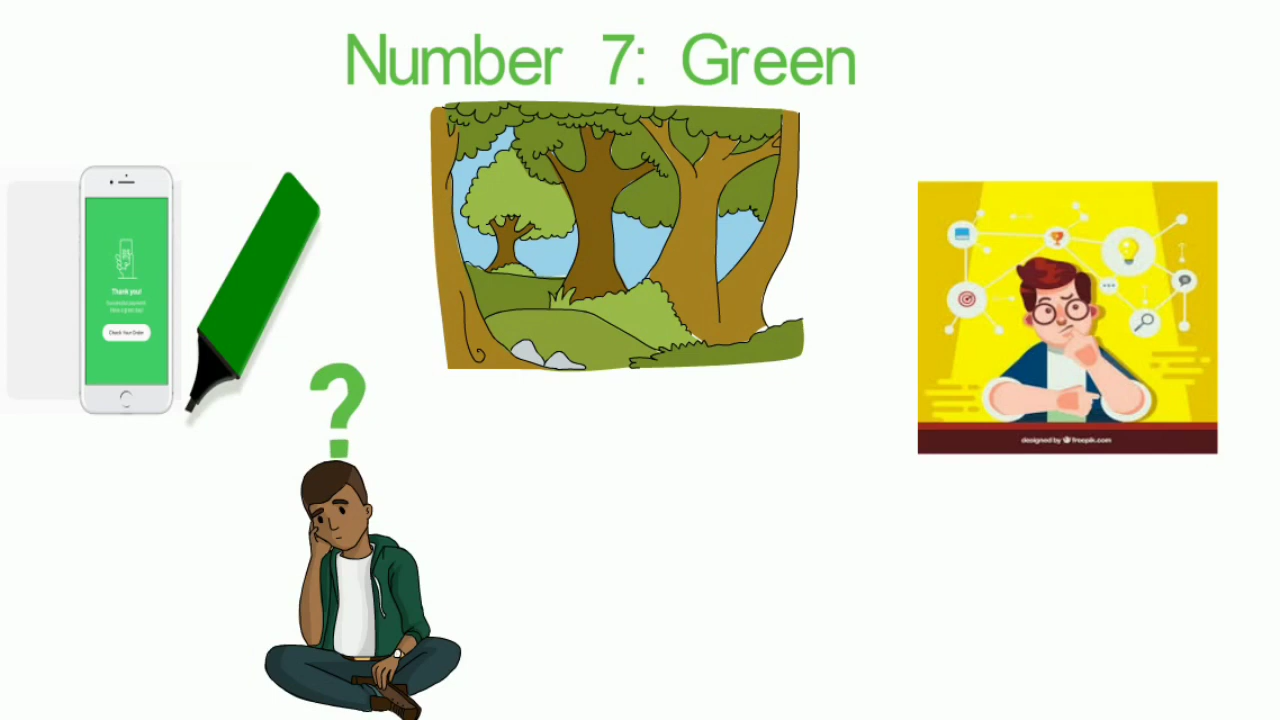 Number 7: Green
Thank you!
Check Your Order
?
designed by freepik.com